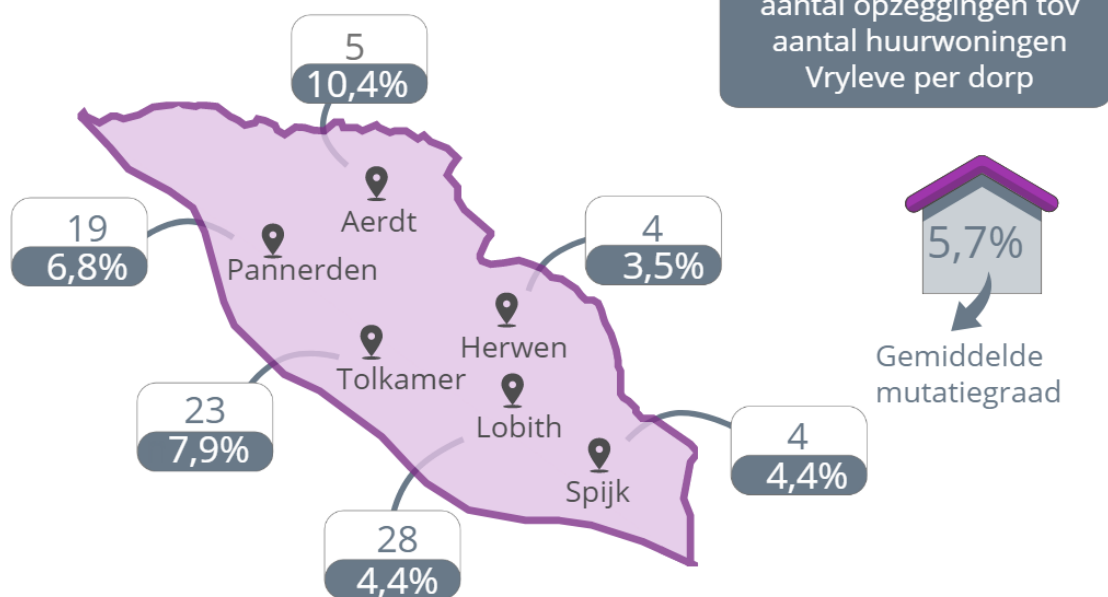 aantal opzeggingen tov
aantal huurwoningen
Vryleve per dorp
5
10,4%
Aerdt
19
6,8%
Pannerden
4
3,5%
Herwen
5,7%
Gemiddelde
mutatiegraad
Tolkamer
23
7,9%
Lobith
4
4,4%
Spijk
28
4,4%